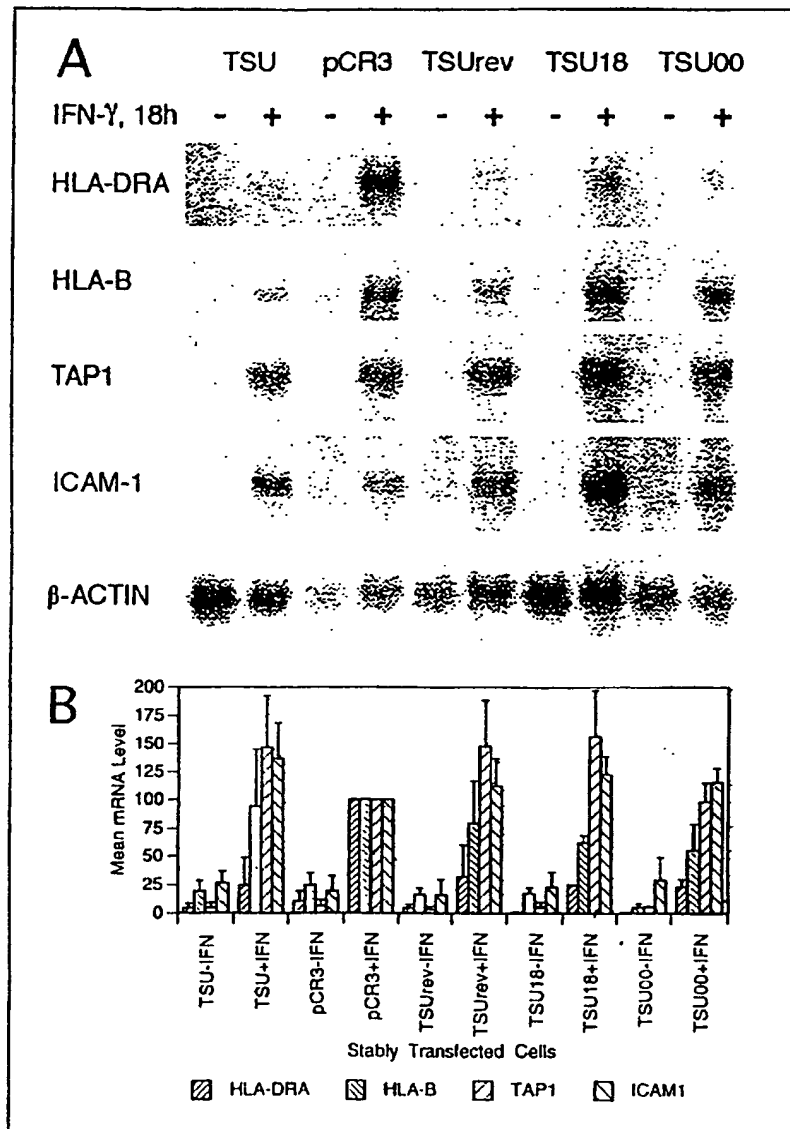 A
TSU pCR3 TSUrev TSU18 TSU00
IFN-γ, 18h - + - + - + - + - +
HLA-DRA
HLA-B
TAP1
ICAM-1
β-ACTIN
B
Mean mRNA Level
200
175
150
125
100
75
50
25
0
TSU-IFN
TSU+IFN
pCR3-IFN
pCR3+IFN
TSUrev-IFN
TSUrev+IFN
TSU18-IFN
TSU18+IFN
TSU00-IFN
TSU00+IFN
Stably Transfected Cells
HLA-DRA HLA-B TAP1 ICAM1